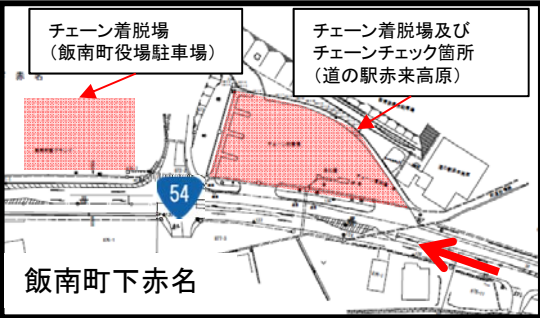 チェーン着脱場
(飯南町役場駐車場)
チェーン着脱場及び
チェーンチェック箇所
(道の駅赤来高原)
赤 名
54
飯南町下赤名